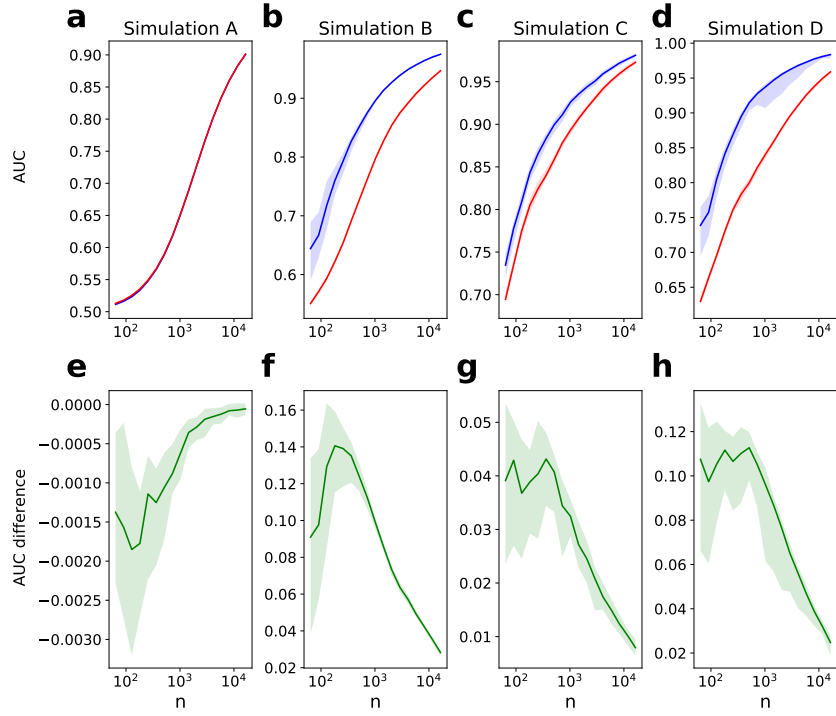 a Simulation A
b Simulation B
c Simulation C
d Simulation D
AUC
0.90
0.85
0.80
0.75
0.70
0.65
0.60
0.55
0.50
10² 10³ 10⁴
0.9
0.8
0.7
0.6
10² 10³ 10⁴
0.95
0.90
0.85
0.80
0.75
0.70
10² 10³ 10⁴
1.00
0.95
0.90
0.85
0.80
0.75
0.70
0.65
10² 10³ 10⁴
e
f
g
h
AUC difference
0.0000
−0.0005
−0.0010
−0.0015
−0.0020
−0.0025
−0.0030
10² 10³ 10⁴
n
0.16
0.14
0.12
0.10
0.08
0.06
0.04
0.02
10² 10³ 10⁴
n
0.05
0.04
0.03
0.02
0.01
10² 10³ 10⁴
n
0.12
0.10
0.08
0.06
0.04
0.02
10² 10³ 10⁴
n